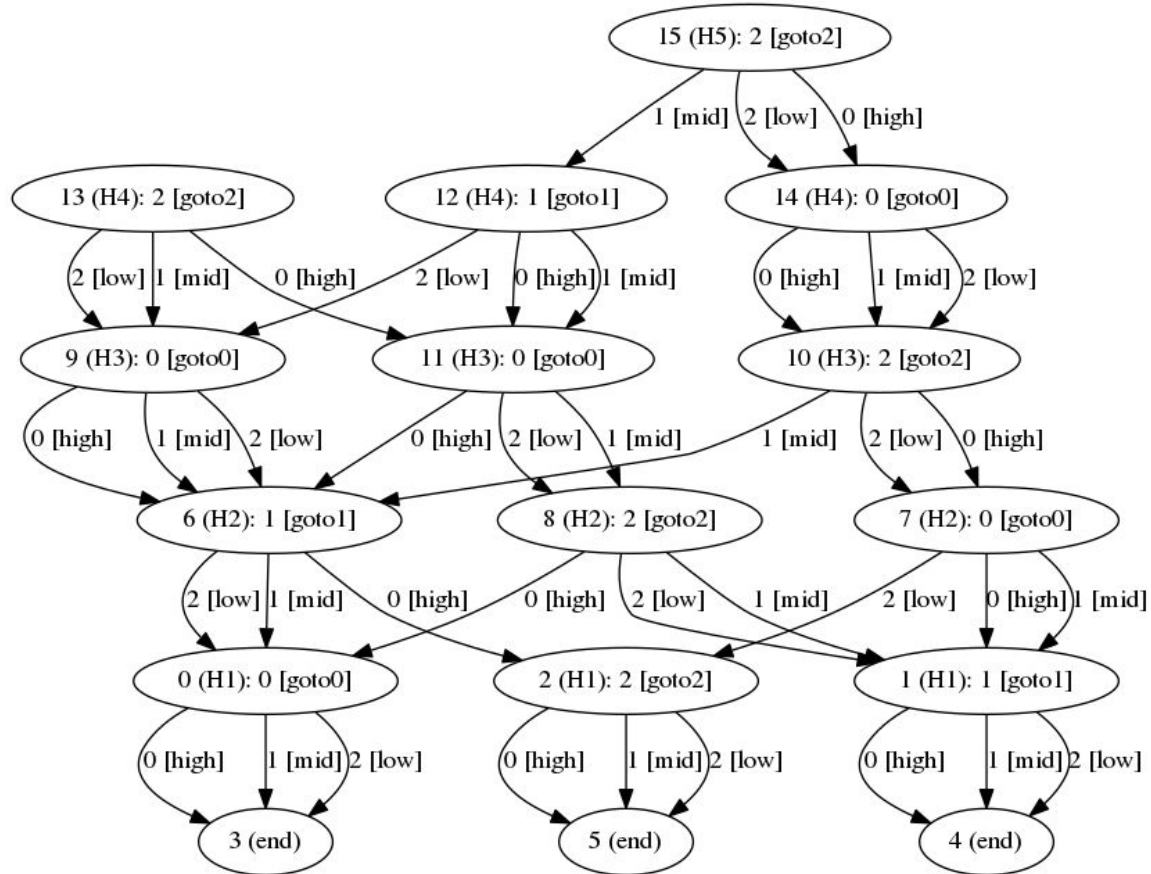 15 (H5): 2 [goto2]
1 [mid] 2 [low] 0 [high]
13 (H4): 2 [goto2] 12 (H4): 1 [goto1] 14 (H4): 0 [goto0]
2 [low] 1 [mid] 0 [high] 2 [low] 0 [high] 1 [mid] 0 [high] 1 [mid] 2 [low]
9 (H3): 0 [goto0] 11 (H3): 0 [goto0] 10 (H3): 2 [goto2]
0 [high] 1 [mid] 2 [low] 0 [high] 2 [low] 1 [mid] 1 [mid] 2 [low] 0 [high]
6 (H2): 1 [goto1] 8 (H2): 2 [goto2] 7 (H2): 0 [goto0]
2 [low] 1 [mid] 0 [high] 0 [high] 2 [low] 1 [mid] 2 [low] 0 [high] 1 [mid]
0 (H1): 0 [goto0] 2 (H1): 2 [goto2] 1 (H1): 1 [goto1]
0 [high] 1 [mid] 2 [low] 0 [high] 1 [mid] 2 [low] 0 [high] 1 [mid] 2 [low]
3 (end) 5 (end) 4 (end)